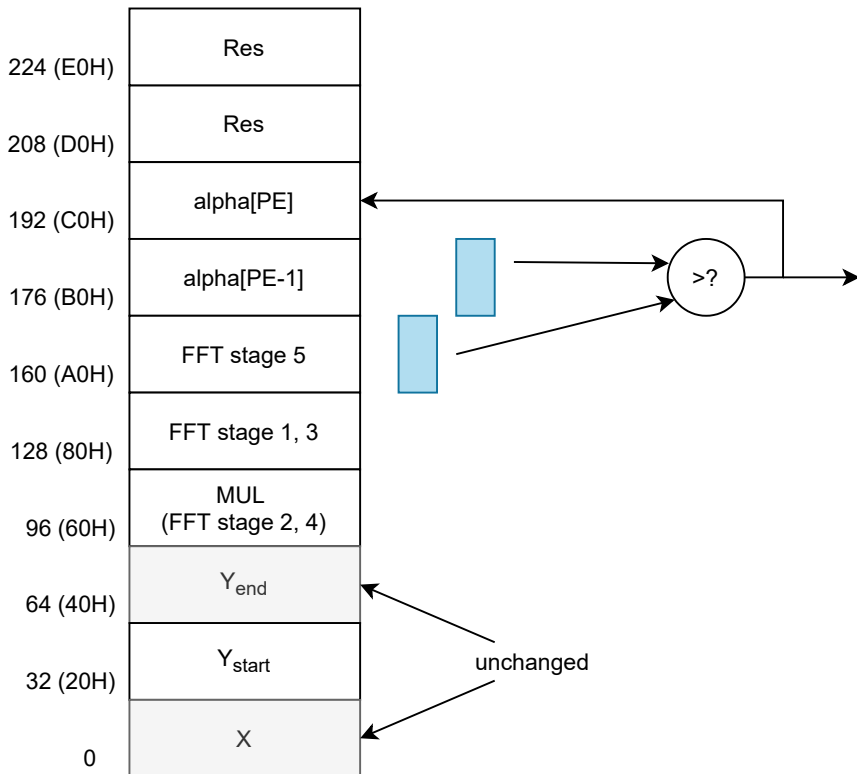 Res
224 (E0H)
Res
208 (D0H)
alpha[PE]
192 (C0H)
alpha[PE-1]
>?
176 (B0H)
FFT stage 5
160 (A0H)
FFT stage 1, 3
128 (80H)
MUL
(FFT stage 2, 4)
96 (60H)
Yend
64 (40H)
Ystart
unchanged
32 (20H)
X
0